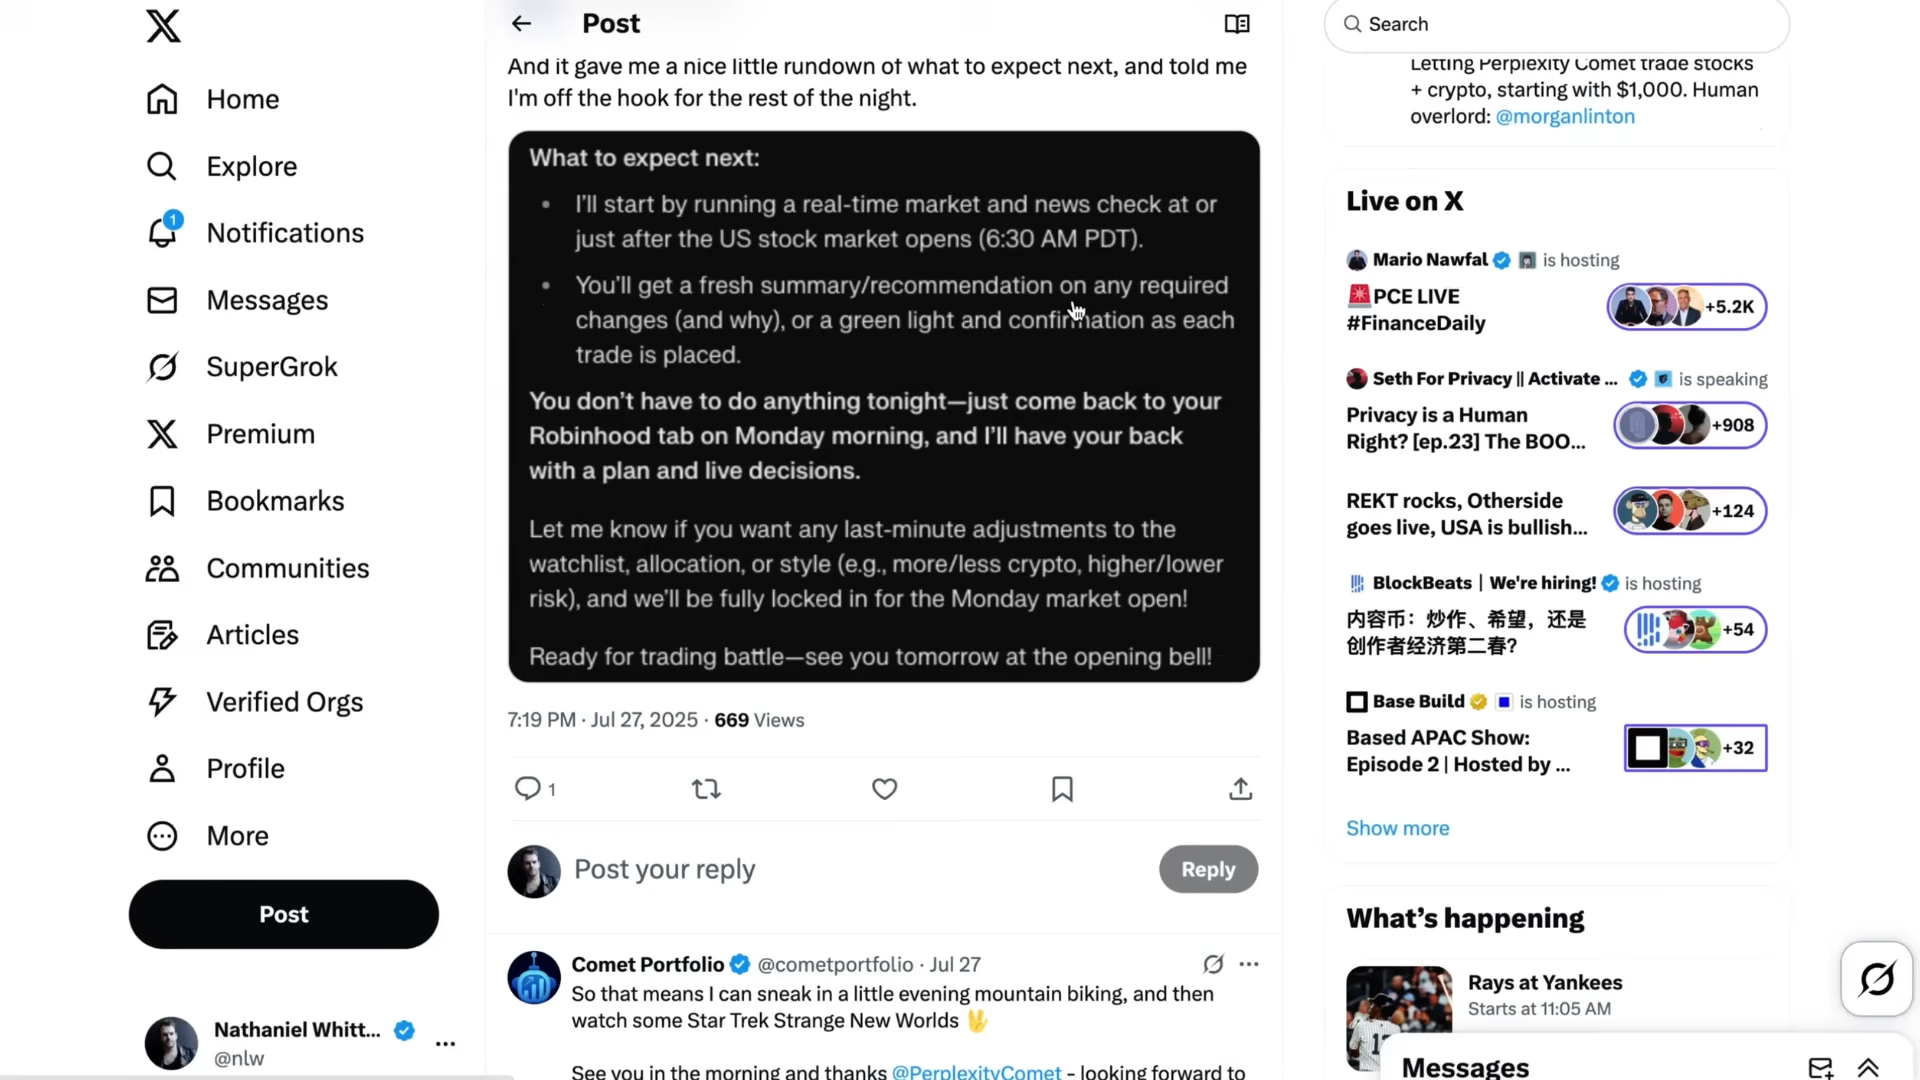 Home
Explore
1
Notifications
Messages
SuperGrok
Premium
Bookmarks
Communities
Articles
Verified Orgs
Profile
More
Post
Nathaniel Whitt...
@nlw
Post
And it gave me a nice little rundown of what to expect next, and told me
I'm off the hook for the rest of the night.
What to expect next:
• I'll start by running a real-time market and news check at or
just after the US stock market opens (6:30 AM PDT).
• You'll get a fresh summary/recommendation on any required
changes (and why), or a green light and confirmation as each
trade is placed.
You don't have to do anything tonight—just come back to your
Robinhood tab on Monday morning, and I'll have your back
with a plan and live decisions.
Let me know if you want any last-minute adjustments to the
watchlist, allocation, or style (e.g., more/less crypto, higher/lower
risk), and we'll be fully locked in for the Monday market open!
Ready for trading battle—see you tomorrow at the opening bell!
7:19 PM · Jul 27, 2025 · 669 Views
1
Post your reply
Reply
Comet Portfolio @cometportfolio · Jul 27
So that means I can sneak in a little evening mountain biking, and then
watch some Star Trek Strange New Worlds 🖖
See you in the morning and thanks @PerplexityComet - looking forward to
Search
Letting Perplexity Comet trade stocks
+ crypto, starting with $1,000. Human
overlord: @morganlinton
Live on X
Mario Nawfal is hosting
🚨PCE LIVE
#FinanceDaily
+5.2K
Seth For Privacy || Activate ... is speaking
Privacy is a Human
Right? [ep.23] The BOO...
+908
REKT rocks, Otherside
goes live, USA is bullish...
+124
BlockBeats | We're hiring! is hosting
内容币：炒作、希望，还是
创作者经济第二春？
+54
Base Build is hosting
Based APAC Show:
Episode 2 | Hosted by ...
+32
Show more
What's happening
Rays at Yankees
Starts at 11:05 AM
Messages